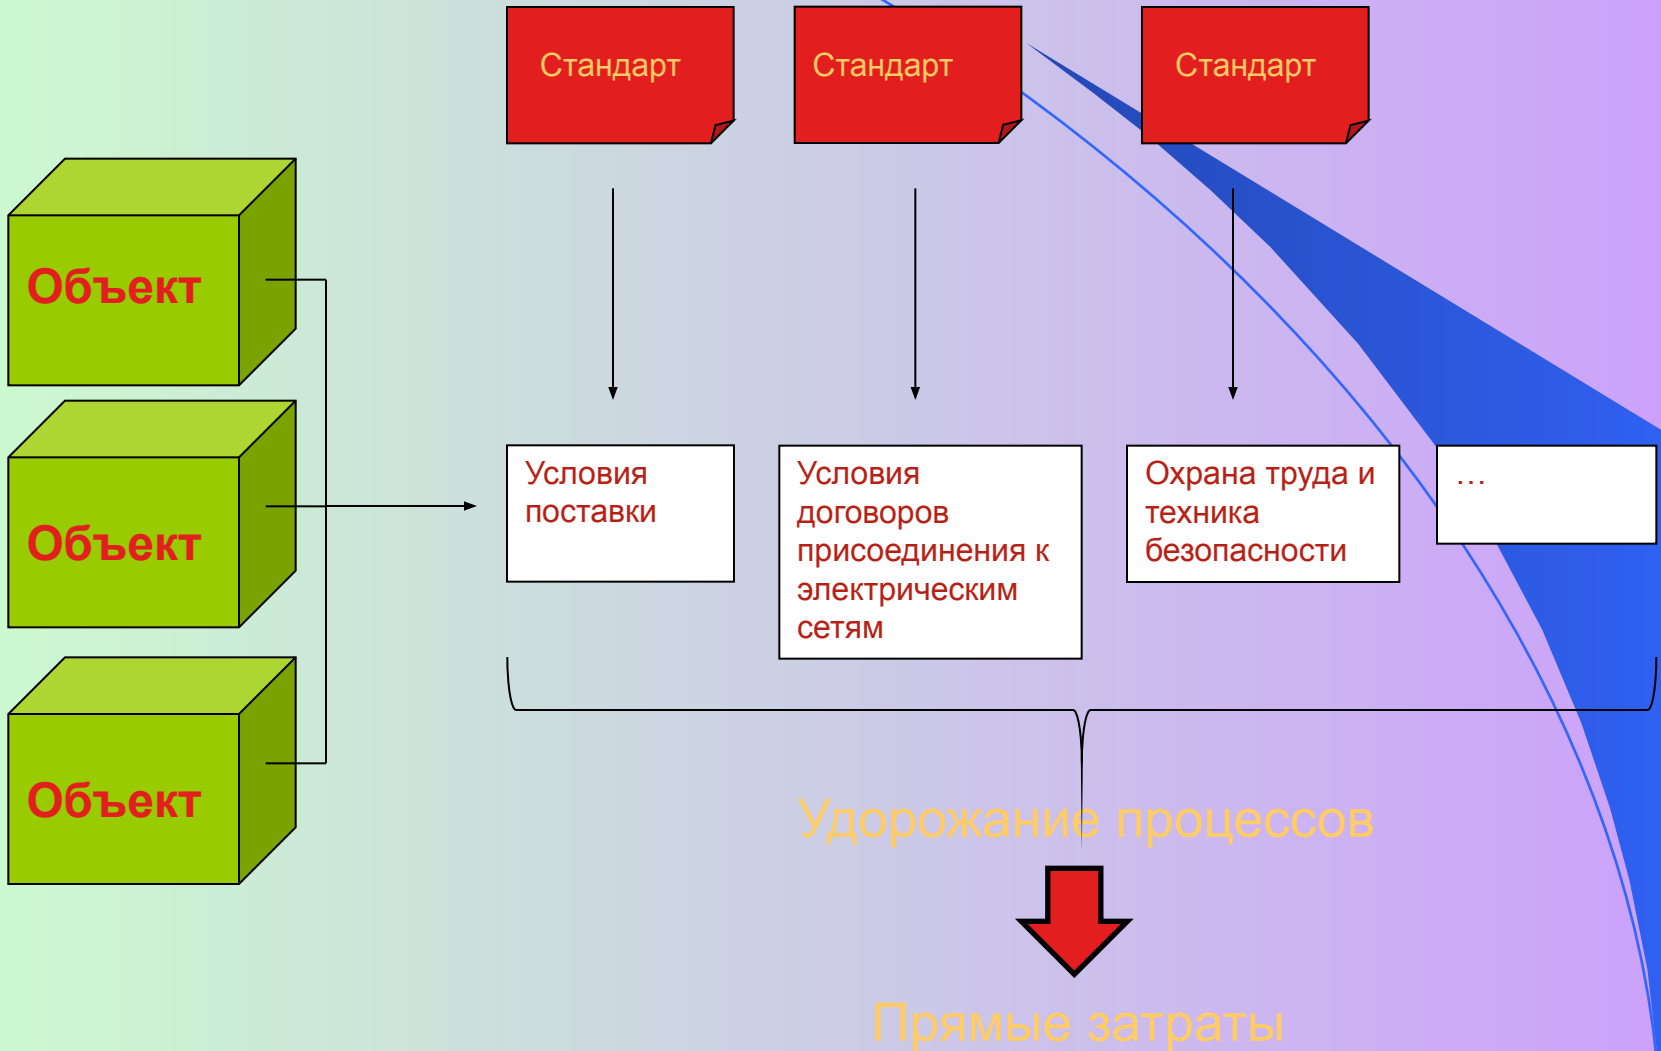 Стандарт
Стандарт
Стандарт
Объект
Объект
Объект
Условия
поставки
Условия
договоров
присоединения к
электрическим
сетям
Охрана труда и
техника
безопасности
…
Удорожание процессов
Прямые затраты